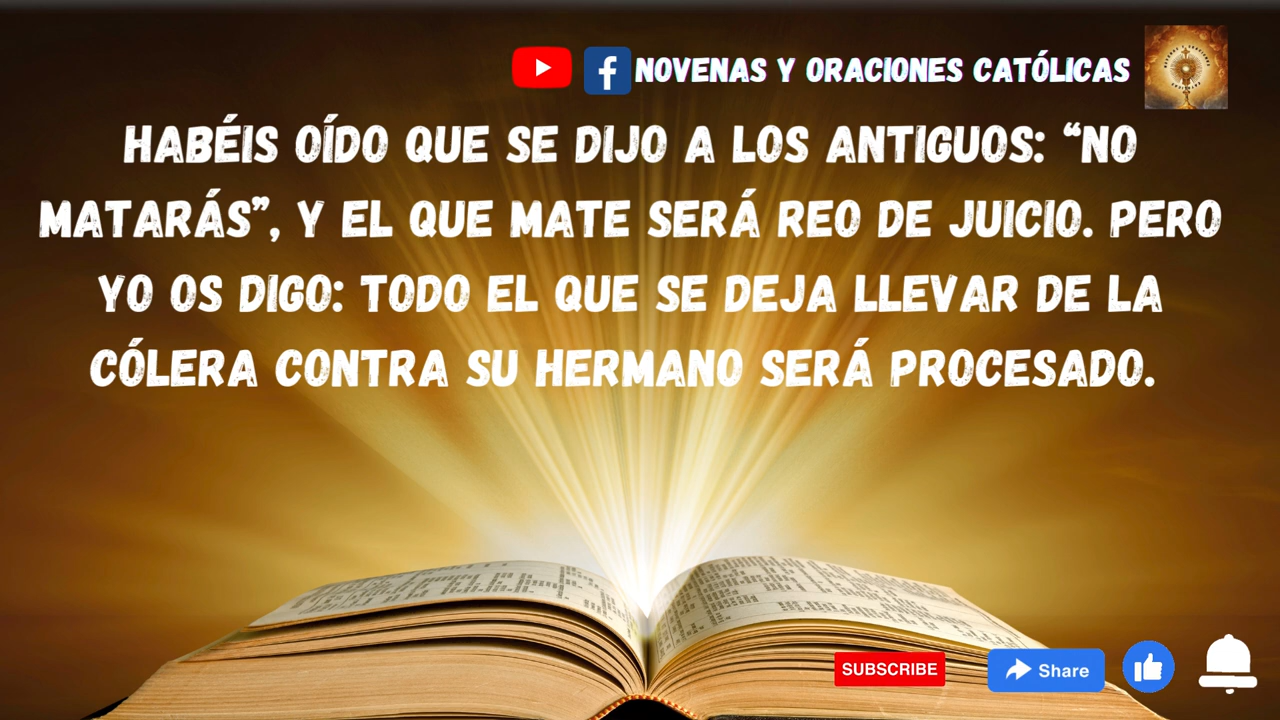 NOVENAS Y ORACIONES CATÓLICAS
HABÉIS OÍDO QUE SE DIJO A LOS ANTIGUOS: “NO
MATARÁS”, Y EL QUE MATE SERÁ REO DE JUICIO. PERO
YO OS DIGO: TODO EL QUE SE DEJA LLEVAR DE LA
CÓLERA CONTRA SU HERMANO SERÁ PROCESADO.
SUBSCRIBE
Share